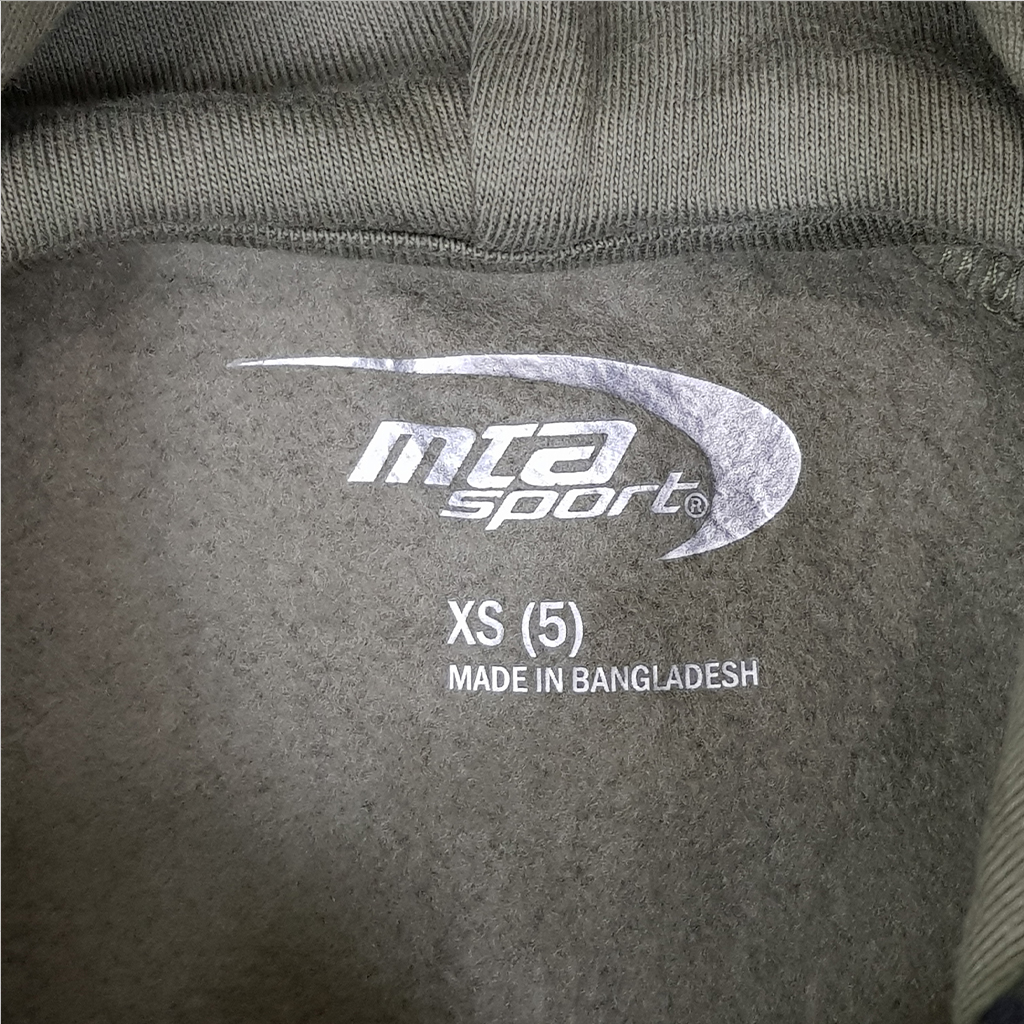 mta
sport®
XS (5)
MADE IN BANGLADESH